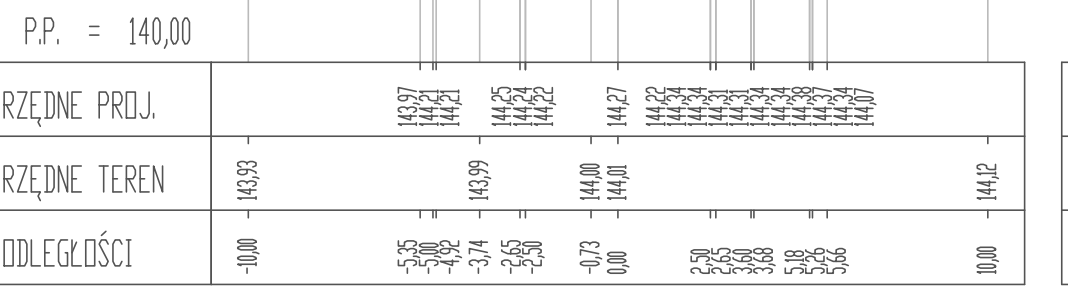 P.P. = 140,00
RZĘDNE PROJ. 143,97 144,21 144,21 144,25 144,24 144,22 144,27 144,22 144,34 144,34 144,31 144,31 144,34 144,34 144,38 144,37 144,34 144,07
RZĘDNE TEREN 143,93 143,99 144,00 144,01 144,12
ODLEGŁOŚCI -10,00 -5,35 -5,00 -4,92 -3,74 -2,65 -2,50 -0,73 0,00 2,50 2,65 3,60 3,68 5,18 5,26 5,66 10,00